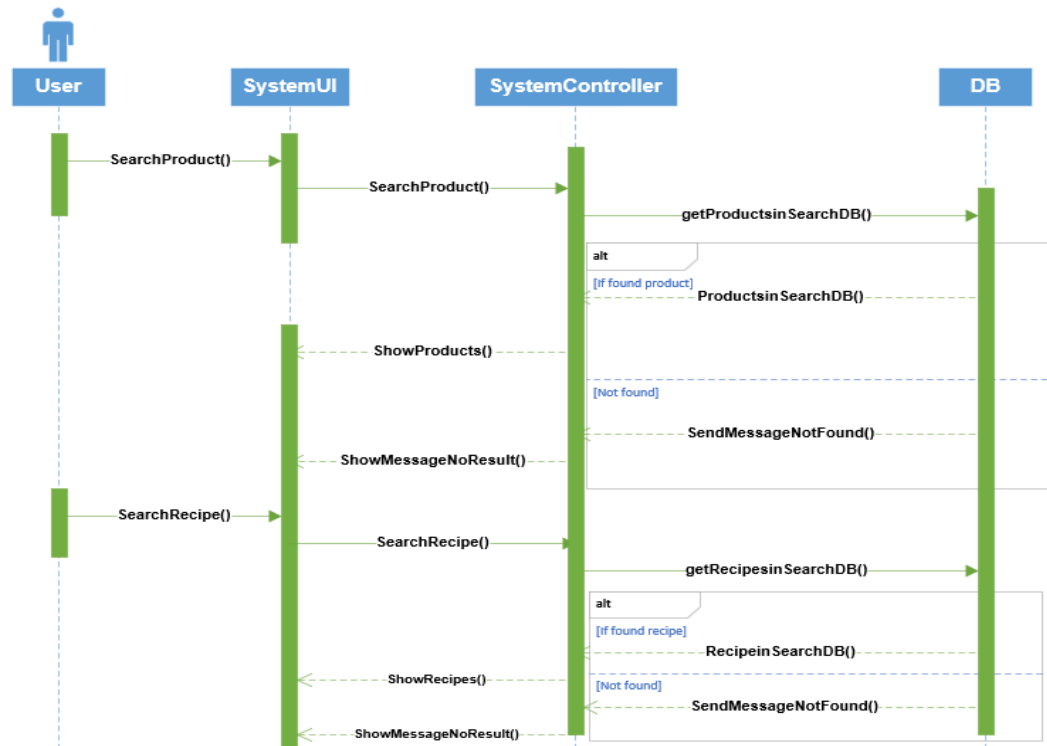 User
SystemUI
SystemController
DB
SearchProduct()
SearchProduct()
getProductsinSearchDB()
alt
[If found product]
ProductsinSearchDB()
ShowProducts()
[Not found]
SendMessageNotFound()
ShowMessageNoResult()
SearchRecipe()
SearchRecipe()
getRecipesinSearchDB()
alt
[If found recipe]
RecipeinSearchDB()
ShowRecipes()
[Not found]
SendMessageNotFound()
ShowMessageNoResult()